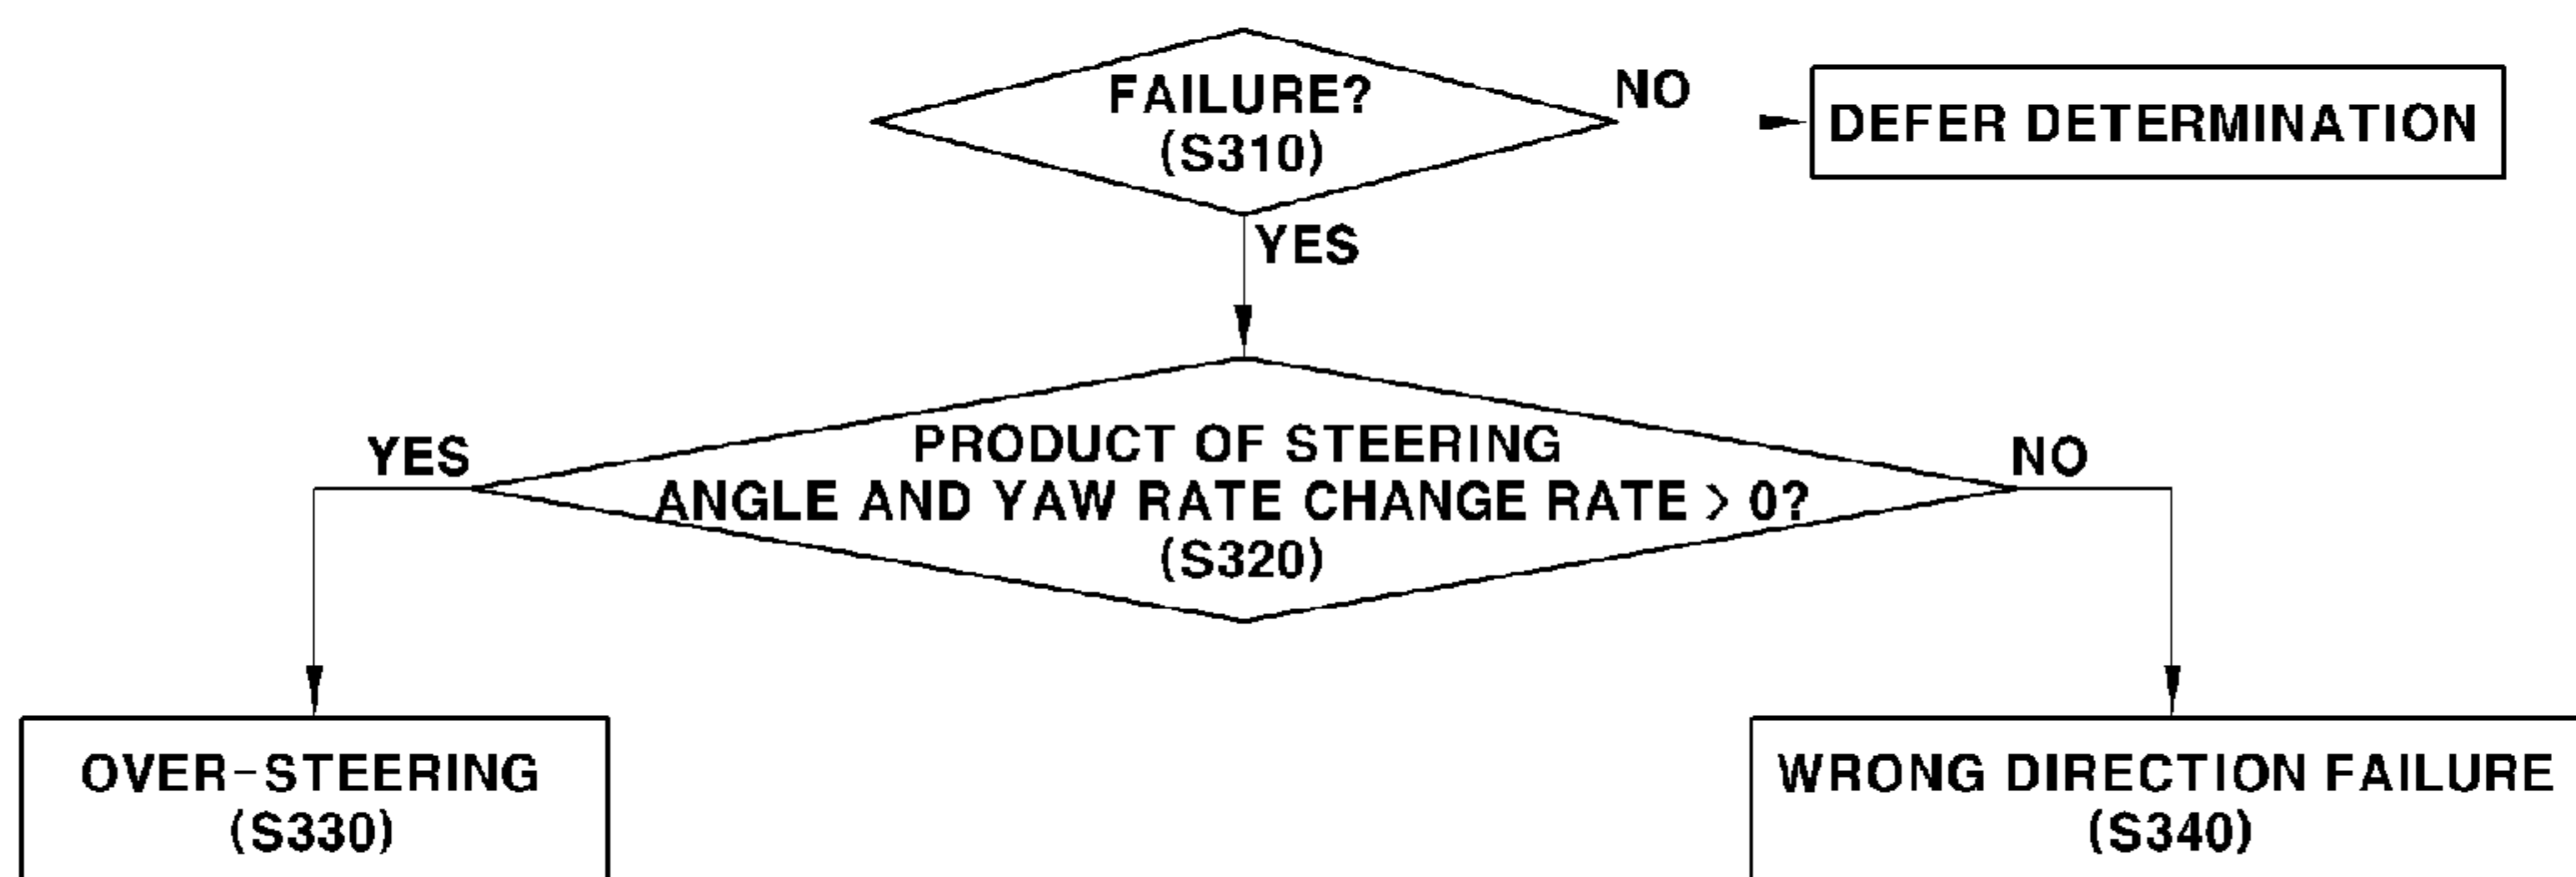 FAILURE?
(S310)
NO
DEFER DETERMINATION
YES
PRODUCT OF STEERING
ANGLE AND YAW RATE CHANGE RATE > 0?
(S320)
YES
NO
OVER-STEERING
(S330)
WRONG DIRECTION FAILURE
(S340)